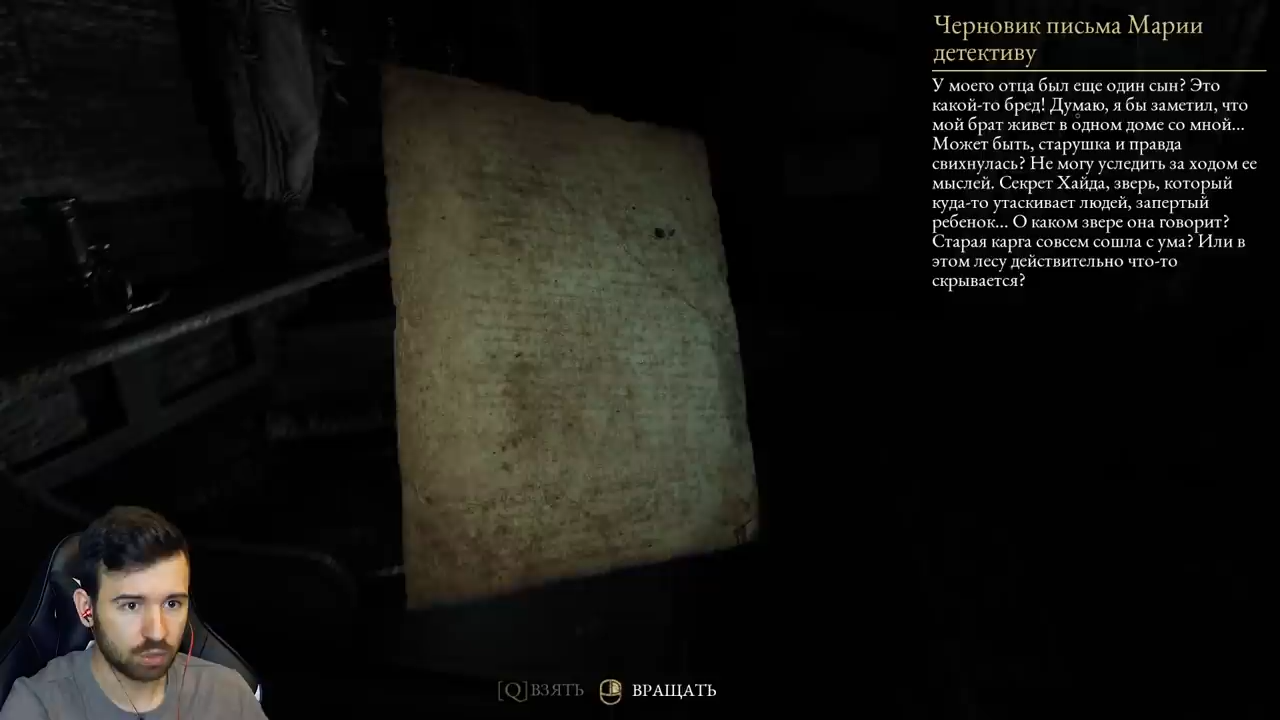 Черновик письма Марии
детективу
У моего отца был еще один сын? Это
какой-то бред! Думаю, я бы заметил, что
мой брат живет в одном доме со мной...
Может быть, старушка и правда
свихнулась? Не могу уследить за ходом ее
мыслей. Секрет Хайда, зверь, который
куда-то утаскивает людей, запертый
ребенок... О каком звере она говорит?
Старая карга совсем сошла с ума? Или в
этом лесу действительно что-то
скрывается?
[Q]ВЗЯТЬ ВРАЩАТЬ